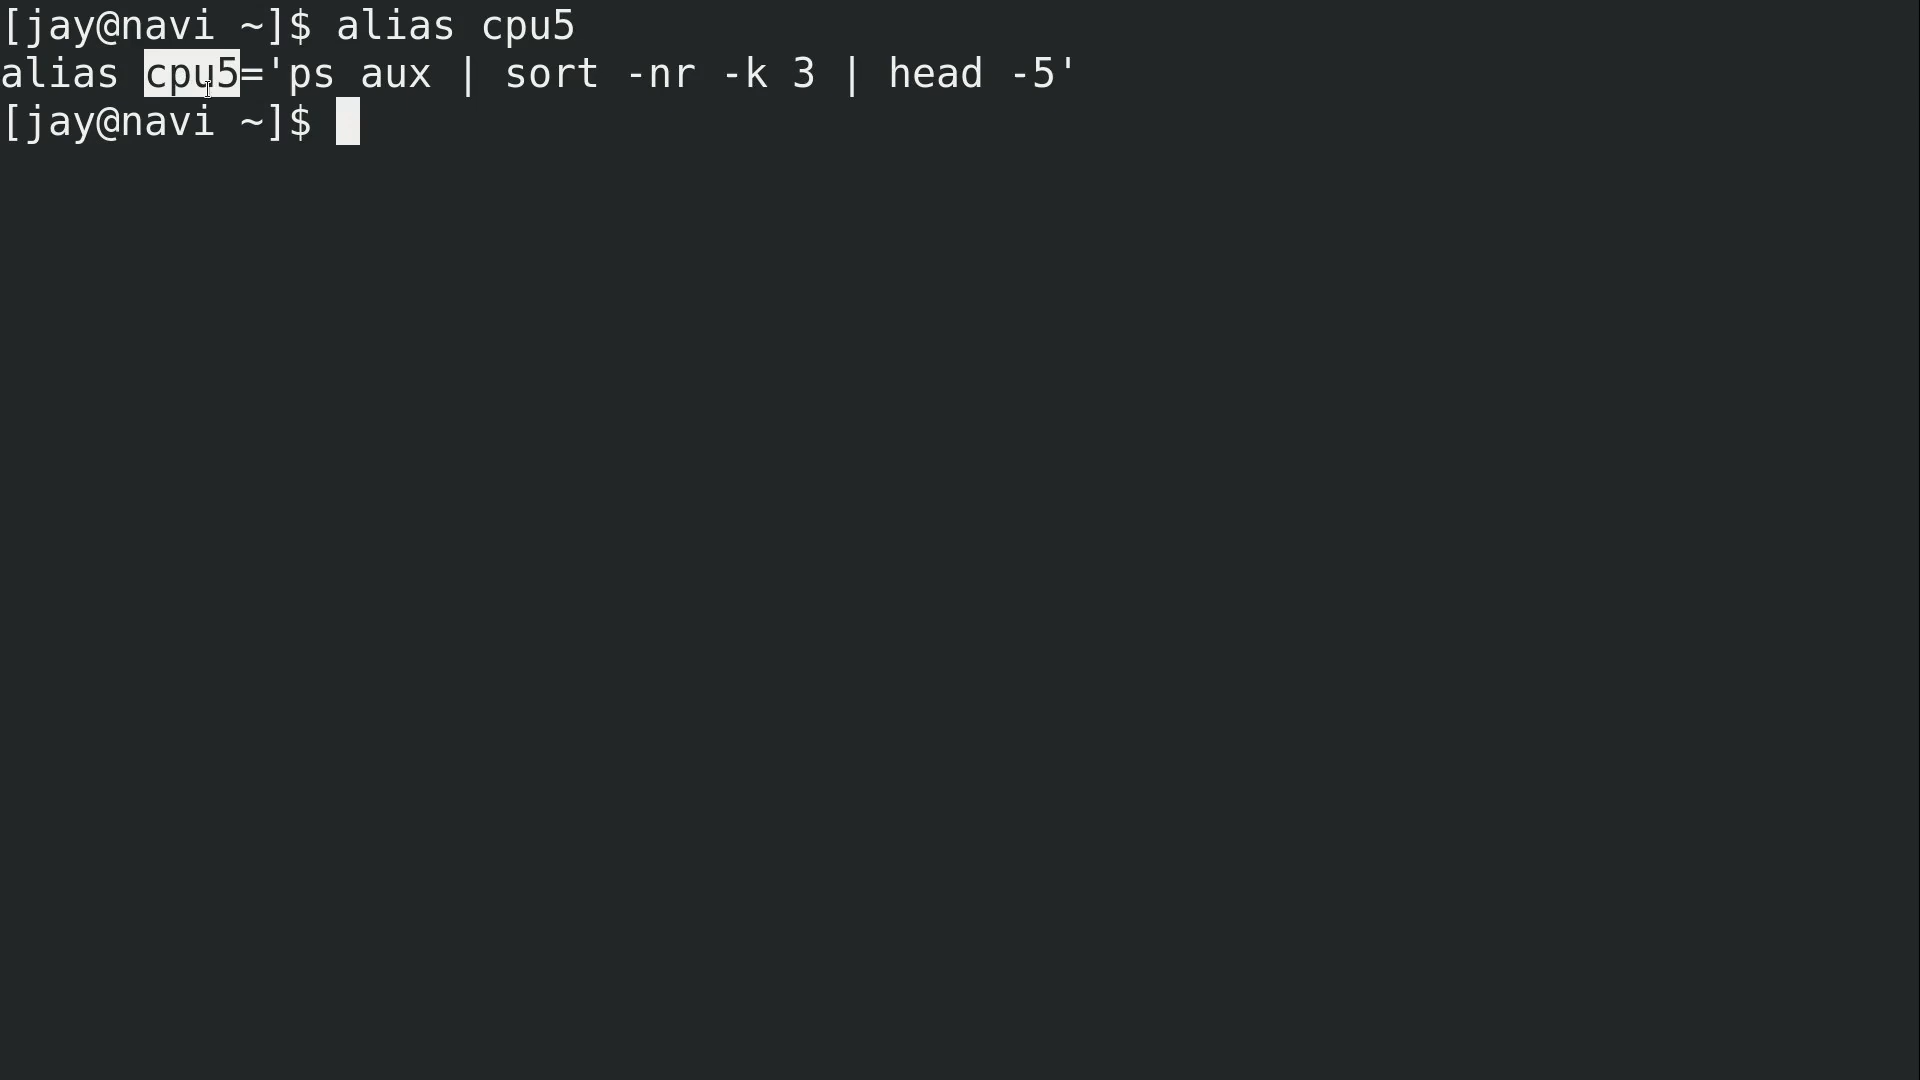 [jay@navi ~]$ alias cpu5
alias cpu5='ps aux | sort -nr -k 3 | head -5'
[jay@navi ~]$